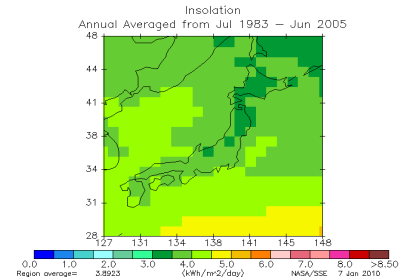 Insolation
Annual Averaged from Jul 1983 – Jun 2005
48
44
41
38
34
31
28
127 131 134 138 141 145 148
0.0 1.0 2.0 3.0 4.0 5.0 6.0 7.0 8.0 >8.50
Region average= 3.8923 (kWh/m^2/day) NASA/SSE 7 Jan 2010